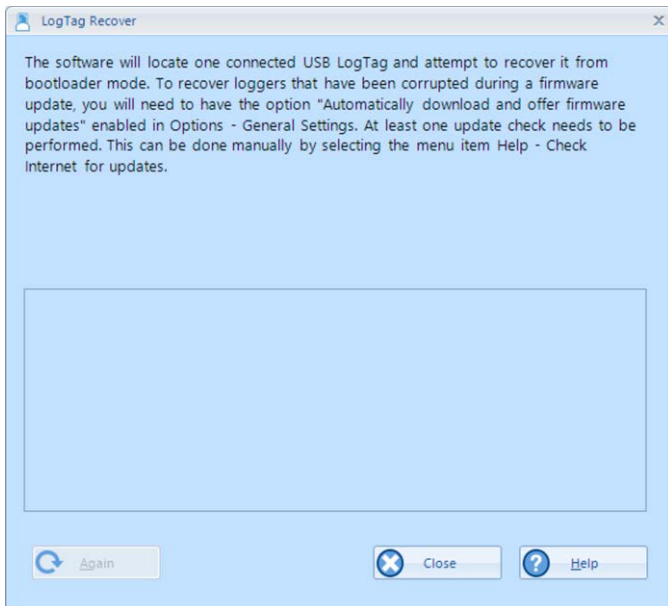 LogTag Recover
The software will locate one connected USB LogTag and attempt to recover it from
bootloader mode. To recover loggers that have been corrupted during a firmware
update, you will need to have the option "Automatically download and offer firmware
updates" enabled in Options - General Settings. At least one update check needs to be
performed. This can be done manually by selecting the menu item Help - Check
Internet for updates.
Again
Close
Help